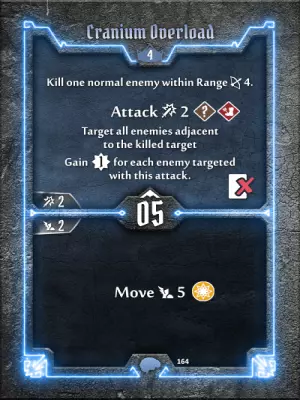 Cranium Overload
4
Kill one normal enemy within Range 4.
Attack 2 ?
Target all enemies adjacent
to the killed target
Gain 1 for each enemy targeted
with this attack.
2
05
2
Move 5
164